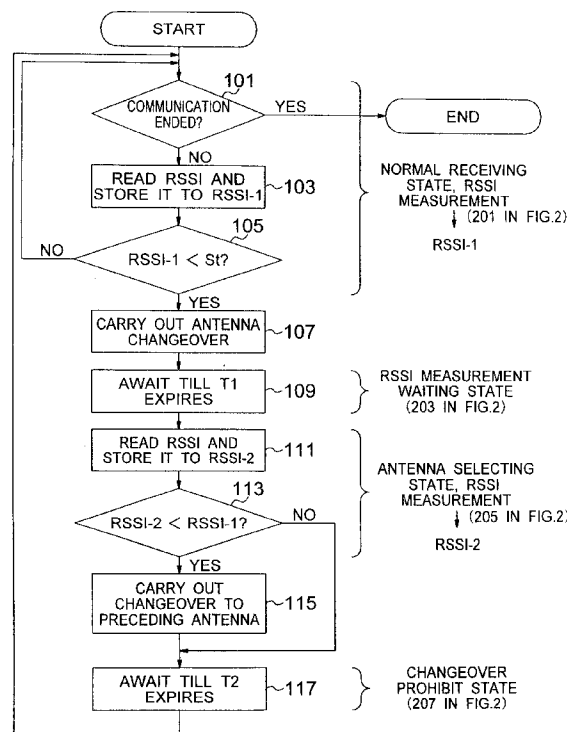 START
101
COMMUNICATION
ENDED?
YES
END
NO
READ RSSI AND
STORE IT TO RSSI-1
103
NORMAL RECEIVING
STATE, RSSI
MEASUREMENT
(201 IN FIG.2)
RSSI-1
105
NO
RSSI-1 < St?
YES
CARRY OUT ANTENNA
CHANGEOVER
107
AWAIT TILL T1
EXPIRES
109
RSSI MEASUREMENT
WAITING STATE
(203 IN FIG.2)
READ RSSI AND
STORE IT TO RSSI-2
111
ANTENNA SELECTING
STATE, RSSI
MEASUREMENT
(205 IN FIG.2)
RSSI-2
113
RSSI-2 < RSSI-1?
NO
YES
CARRY OUT
CHANGEOVER TO
PRECEDING ANTENNA
115
AWAIT TILL T2
EXPIRES
117
CHANGEOVER
PROHIBIT STATE
(207 IN FIG.2)